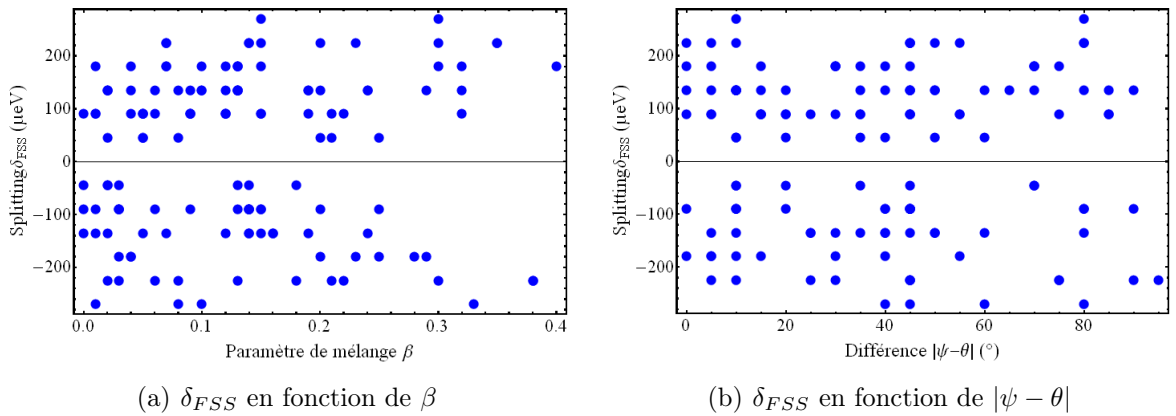 Splitting δFSS (μeV)
200
100
0
−100
−200
0.0 0.1 0.2 0.3 0.4
Paramètre de mélange β
(a) δFSS en fonction de β
Splitting δFSS (μeV)
200
100
0
−100
−200
0 20 40 60 80
Différence |ψ−θ| (°)
(b) δFSS en fonction de |ψ − θ|